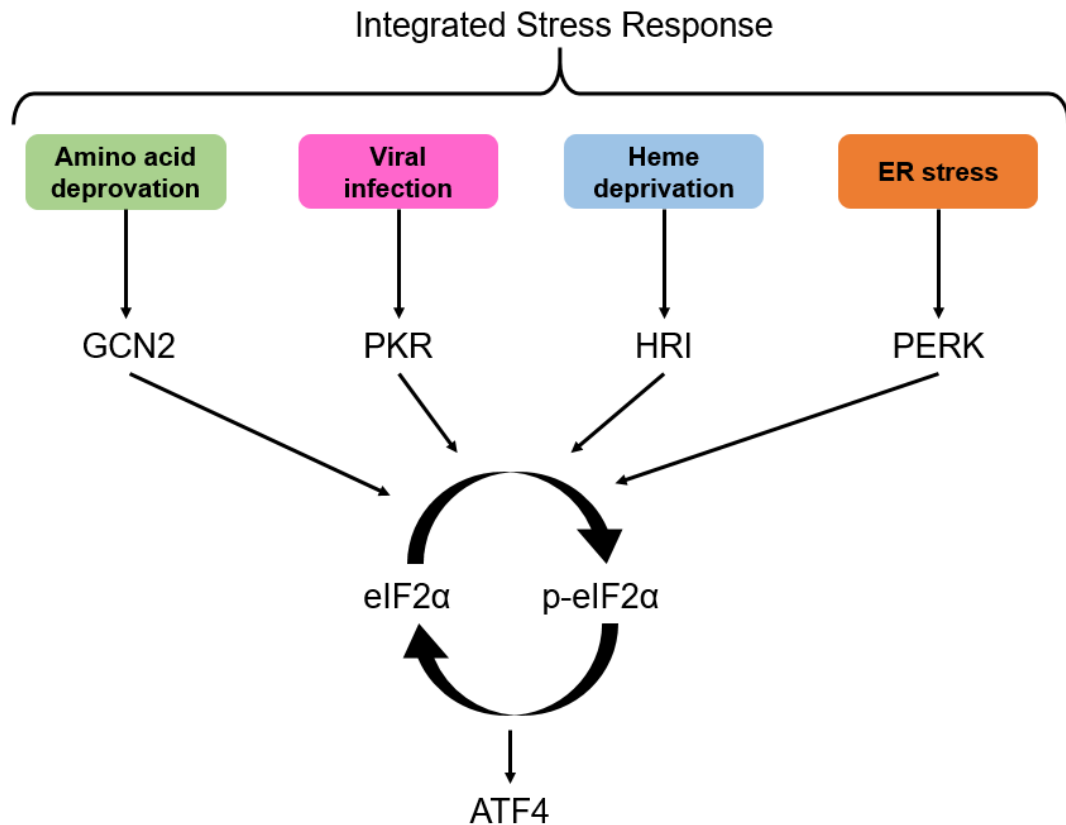 Integrated Stress Response
Amino acid
deprovation
Viral
infection
Heme
deprivation
ER stress
GCN2
PKR
HRI
PERK
eIF2α
p-eIF2α
ATF4